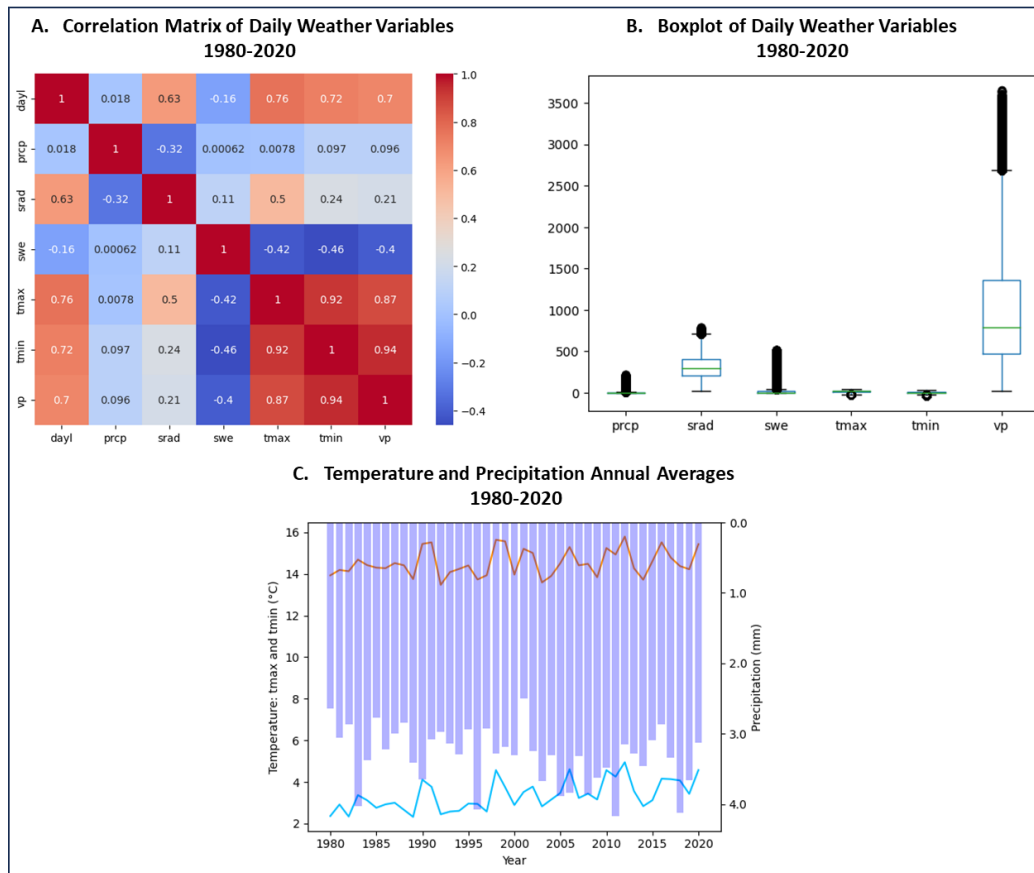 A. Correlation Matrix of Daily Weather Variables
1980-2020
dayl 1 0.018 0.63 -0.16 0.76 0.72 0.7
prcp 0.018 1 -0.32 0.00062 0.0078 0.097 0.096
srad 0.63 -0.32 1 0.11 0.5 0.24 0.21
swe -0.16 0.00062 0.11 1 -0.42 -0.46 -0.4
tmax 0.76 0.0078 0.5 -0.42 1 0.92 0.87
tmin 0.72 0.097 0.24 -0.46 0.92 1 0.94
vp 0.7 0.096 0.21 -0.4 0.87 0.94 1
dayl prcp srad swe tmax tmin vp
1.0
0.8
0.6
0.4
0.2
0.0
−0.2
−0.4
B. Boxplot of Daily Weather Variables
1980-2020
3500
3000
2500
2000
1500
1000
500
0
prcp srad swe tmax tmin vp
C. Temperature and Precipitation Annual Averages
1980-2020
Temperature: tmax and tmin (°C)
16
14
12
10
8
6
4
2
0.0
1.0
2.0
3.0
4.0
Precipitation (mm)
1980 1985 1990 1995 2000 2005 2010 2015 2020
Year